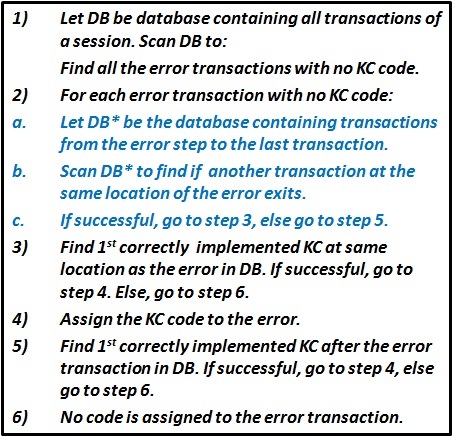 1) Let DB be database containing all transactions of
a session. Scan DB to:
Find all the error transactions with no KC code.
2) For each error transaction with no KC code:
a. Let DB* be the database containing transactions
from the error step to the last transaction.
b. Scan DB* to find if another transaction at the
same location of the error exits.
c. If successful, go to step 3, else go to step 5.
3) Find 1st correctly implemented KC at same
location as the error in DB. If successful, go to
step 4. Else, go to step 6.
4) Assign the KC code to the error.
5) Find 1st correctly implemented KC after the error
transaction in DB. If successful, go to step 4, else
go to step 6.
6) No code is assigned to the error transaction.